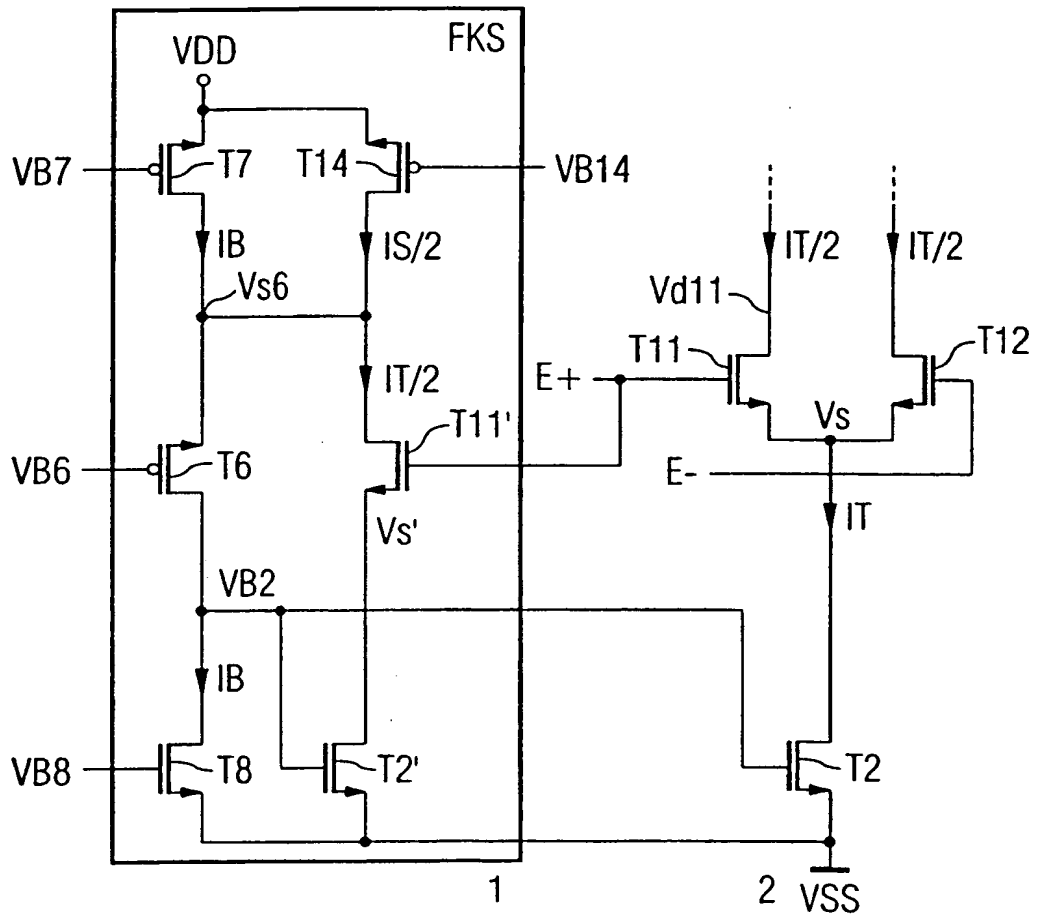 FKS
VDD
VB7
T7
T14
VB14
IB
IS/2
IT/2
IT/2
Vs6
Vd11
IT/2
T11
T12
E+
T11'
Vs
VB6
T6
E-
Vs'
IT
VB2
IB
VB8
T8
T2'
T2
1
2
VSS